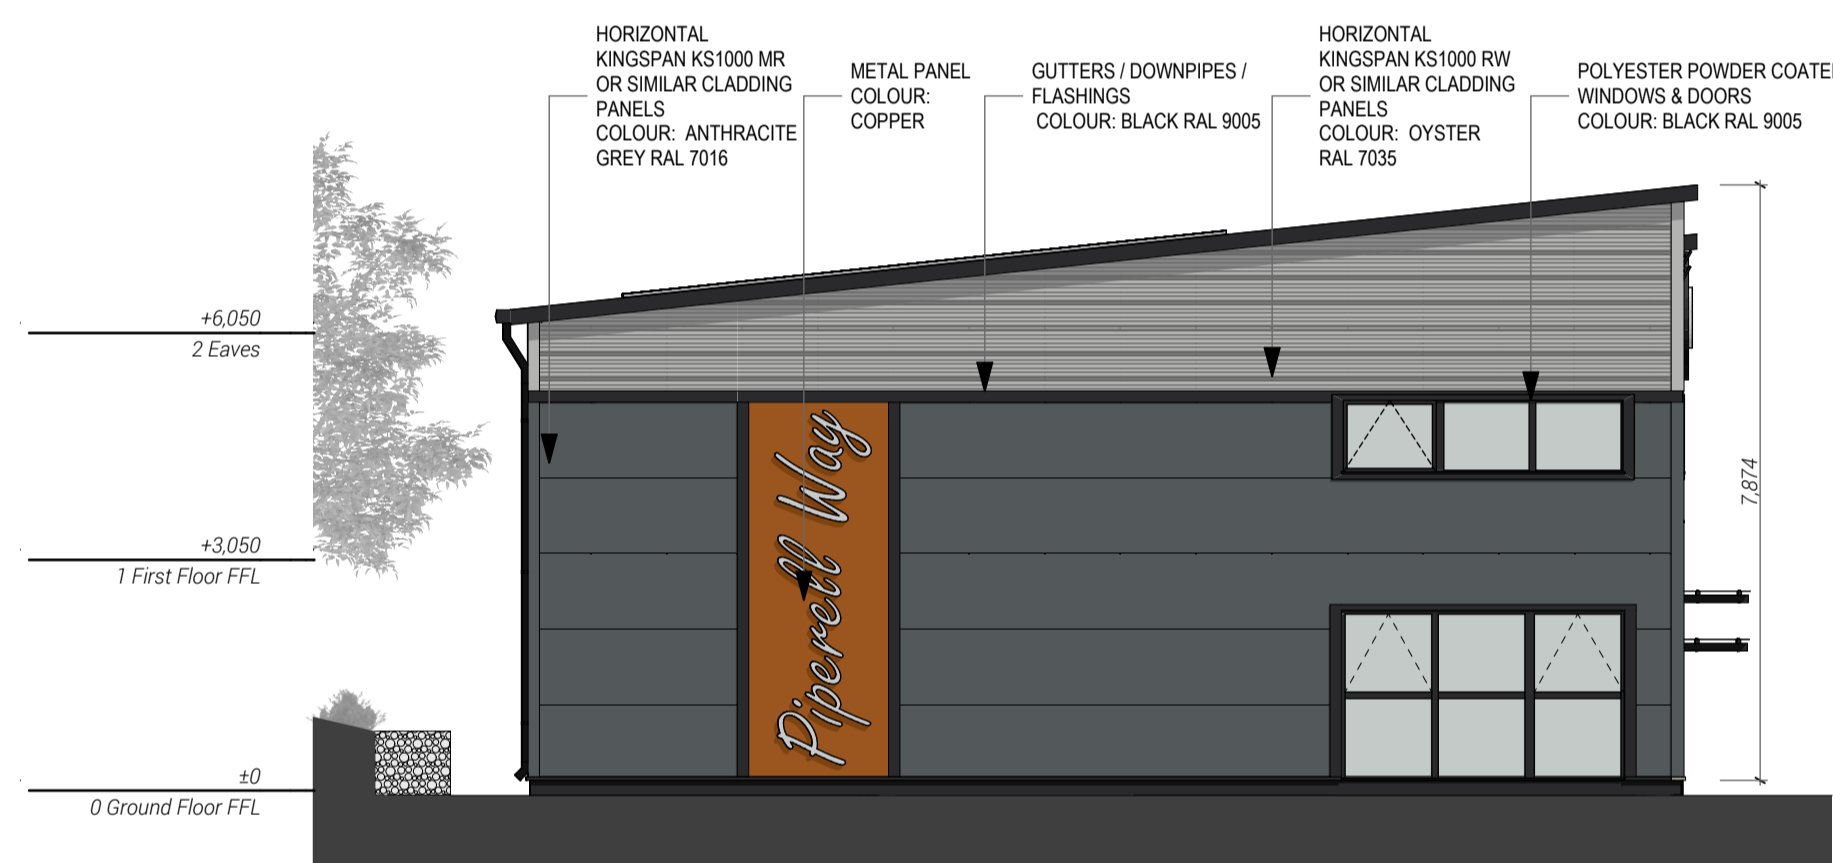 HORIZONTAL
KINGSPAN KS1000 MR
OR SIMILAR CLADDING
PANELS
COLOUR: ANTHRACITE
GREY RAL 7016
METAL PANEL
COLOUR:
COPPER
GUTTERS / DOWNPIPES /
FLASHINGS
COLOUR: BLACK RAL 9005
HORIZONTAL
KINGSPAN KS1000 RW
OR SIMILAR CLADDING
PANELS
COLOUR: OYSTER
RAL 7035
POLYESTER POWDER COATE
WINDOWS & DOORS
COLOUR: BLACK RAL 9005
+6,050
2 Eaves
+3,050
1 First Floor FFL
±0
0 Ground Floor FFL
Piperell Way
7,874